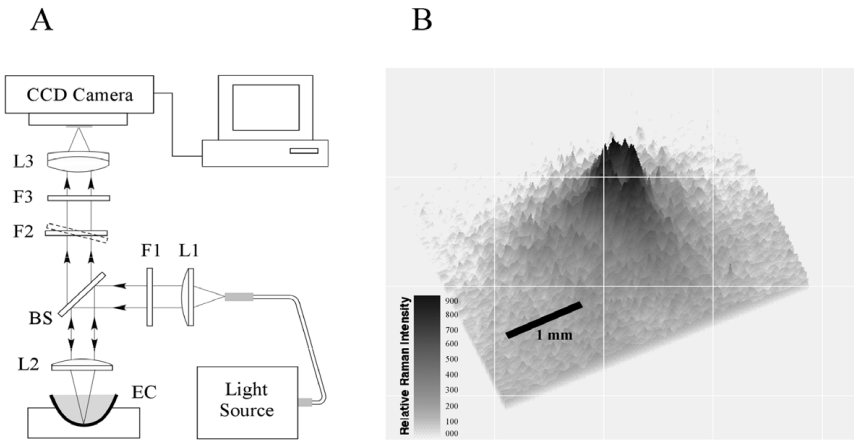 A
B
CCD Camera
L3
F3
F2
F1
L1
BS
L2
EC
Light
Source
Relative Raman Intensity
900
800
700
600
500
400
300
200
100
000
1 mm